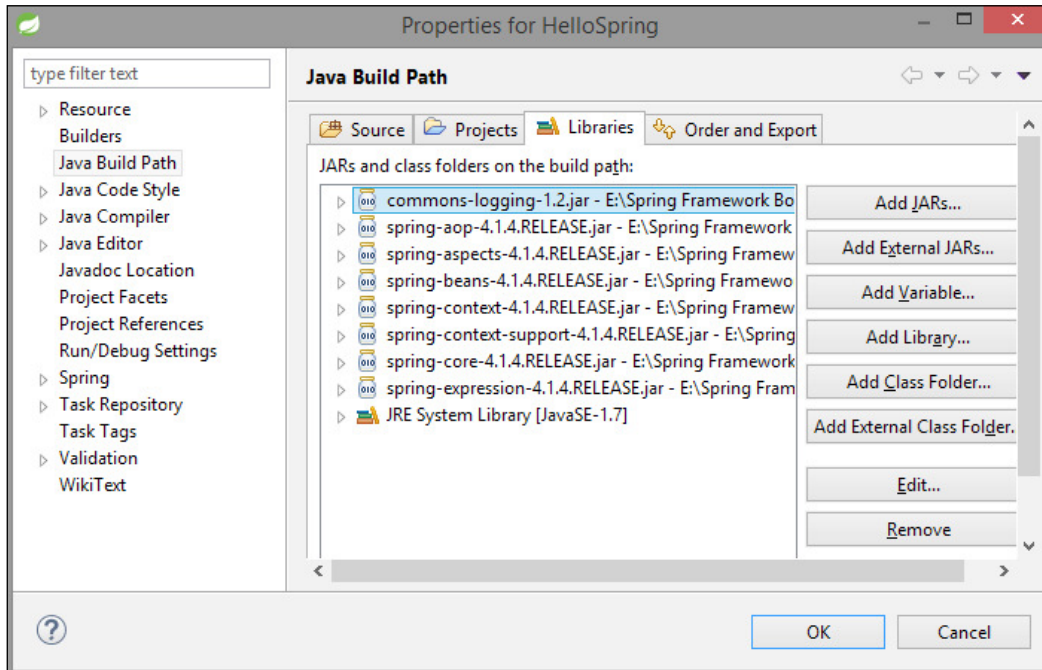 Properties for HelloSpring
type filter text
Resource
Builders
Java Build Path
Java Code Style
Java Compiler
Java Editor
Javadoc Location
Project Facets
Project References
Run/Debug Settings
Spring
Task Repository
Task Tags
Validation
WikiText
Java Build Path
Source Projects Libraries Order and Export
JARs and class folders on the build path:
commons-logging-1.2.jar - E:\Spring Framework Bo
spring-aop-4.1.4.RELEASE.jar - E:\Spring Framework
spring-aspects-4.1.4.RELEASE.jar - E:\Spring Framew
spring-beans-4.1.4.RELEASE.jar - E:\Spring Framewo
spring-context-4.1.4.RELEASE.jar - E:\Spring Framew
spring-context-support-4.1.4.RELEASE.jar - E:\Spring
spring-core-4.1.4.RELEASE.jar - E:\Spring Framework
spring-expression-4.1.4.RELEASE.jar - E:\Spring Fram
JRE System Library [JavaSE-1.7]
Add JARs...
Add External JARs...
Add Variable...
Add Library...
Add Class Folder...
Add External Class Folder.
Edit...
Remove
OK Cancel